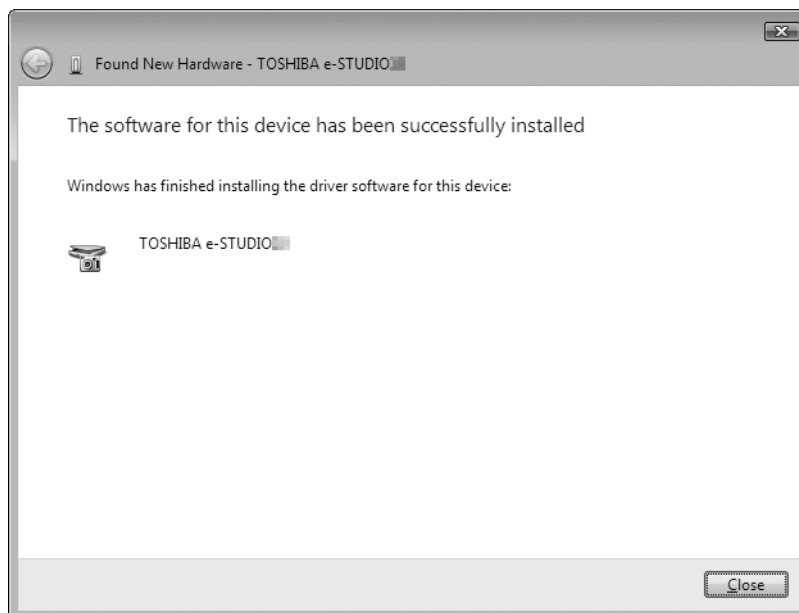 Found New Hardware - TOSHIBA e-STUDIO
The software for this device has been successfully installed
Windows has finished installing the driver software for this device:
TOSHIBA e-STUDIO
Close